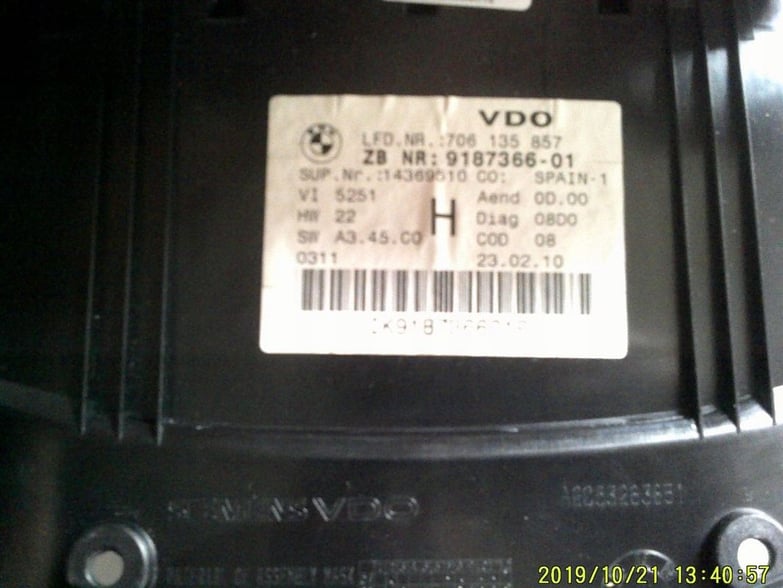 VDO
LFD.NR.:706 135 857
ZB NR: 9187366-01
SUP.Nr.:14369510 CO: SPAIN-1
VI 5251 Aend 0D.00
HW 22 H Diag 08D0
SW A3.45.C0 COD 08
0311 23.02.10
SIEMENS VDO
A2C53263651
2019/10/21 13:40:57